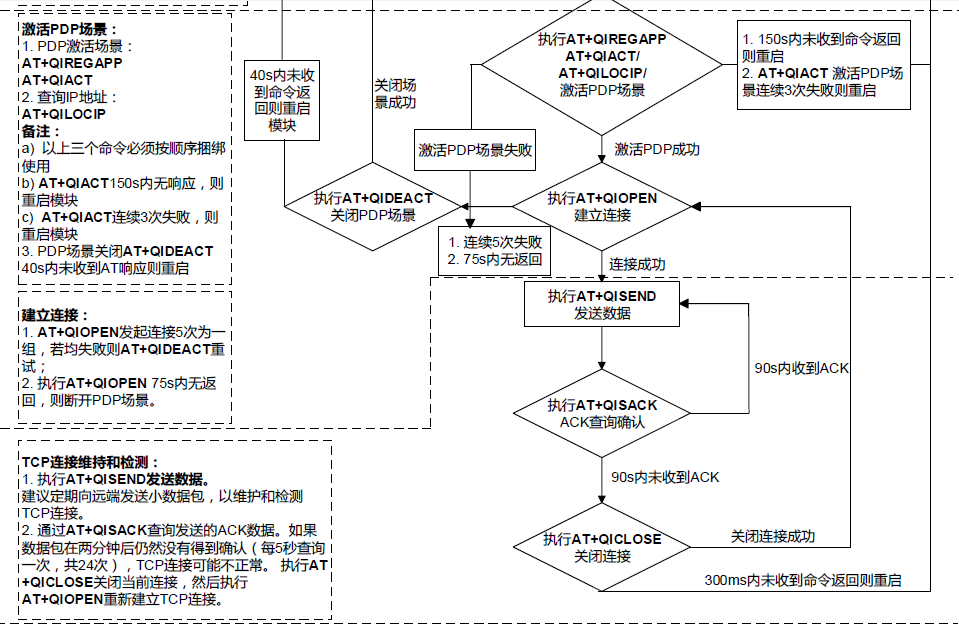 激活PDP场景：
1. PDP激活场景：
AT+QIREGAPP
AT+QIACT
2. 查询IP地址：
AT+QILOCIP
备注：
a) 以上三个命令必须按顺序捆绑
使用
b) AT+QIACT150s内无响应，则
重启模块
c) AT+QIACT连续3次失败，则
重启模块
3. PDP场景关闭AT+QIDEACT
40s内未收到AT响应则重启
建立连接：
1. AT+QIOPEN发起连接5次为一
组，若均失败则AT+QIDEACT重
试；
2. 执行AT+QIOPEN 75s内无返
回，则断开PDP场景。
TCP连接维持和检测：
1. 执行AT+QISEND发送数据。
建议定期向远端发送小数据包，以维护和检测
TCP连接。
2. 通过AT+QISACK查询发送的ACK数据。如果
数据包在两分钟后仍然没有得到确认（每5秒查询
一次，共24次），TCP连接可能不正常。 执行AT
+QICLOSE关闭当前连接，然后执行
AT+QIOPEN重新建立TCP连接。
40s内未收
到命令返
回则重启
模块
关闭场
景成功
执行AT+QIREGAPP
AT+QIACT/
AT+QILOCIP/
激活PDP场景
1. 150s内未收到命令返回
则重启
2. AT+QIACT 激活PDP场
景连续3次失败则重启
激活PDP场景失败
激活PDP成功
执行AT+QIDEACT
关闭PDP场景
执行AT+QIOPEN
建立连接
1. 连续5次失败
2. 75s内无返回
连接成功
执行AT+QISEND
发送数据
90s内收到ACK
执行AT+QISACK
ACK查询确认
90s内未收到ACK
执行AT+QICLOSE
关闭连接
关闭连接成功
300ms内未收到命令返回则重启